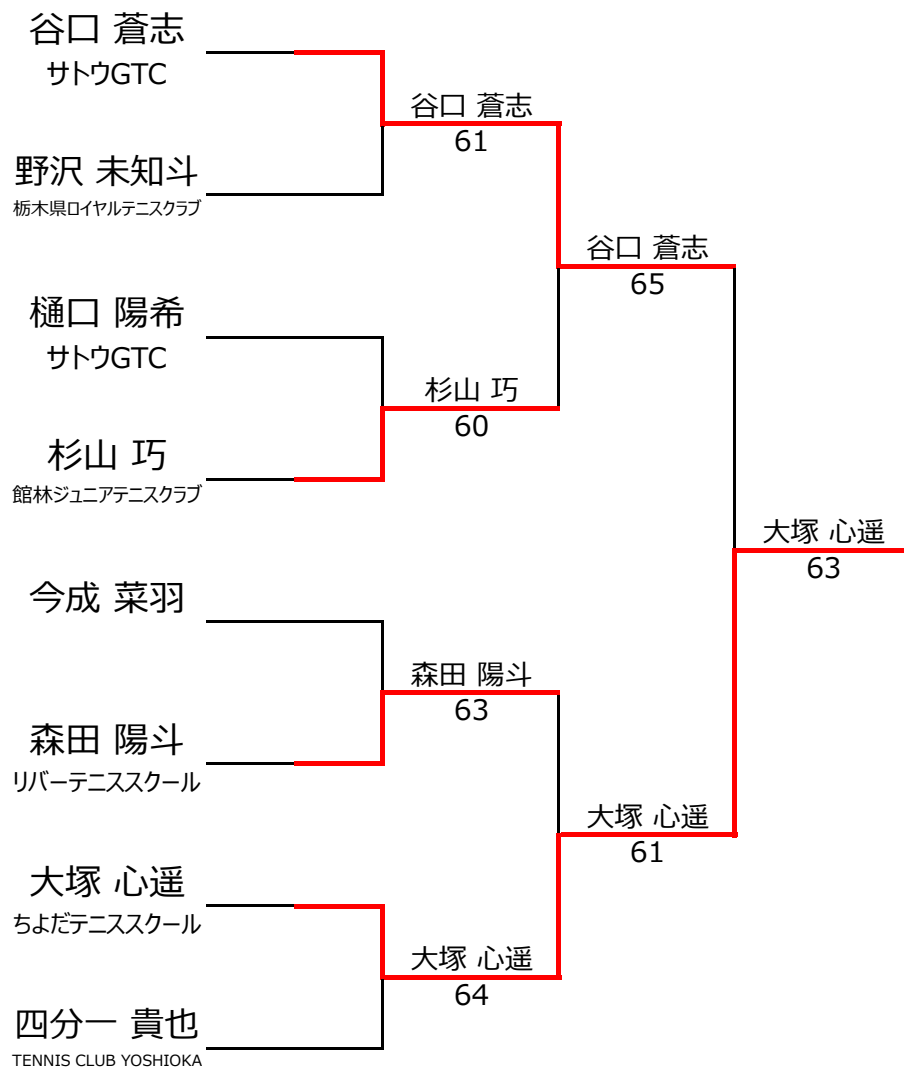 谷口 蒼志
サトウGTC
谷口 蒼志
61
野沢 未知斗
栃木県ロイヤルテニスクラブ
谷口 蒼志
65
樋口 陽希
サトウGTC
杉山 巧
60
杉山 巧
館林ジュニアテニスクラブ
大塚 心遥
63
今成 菜羽
森田 陽斗
63
森田 陽斗
リバーテニススクール
大塚 心遥
61
大塚 心遥
ちよだテニススクール
大塚 心遥
64
四分一 貴也
TENNIS CLUB YOSHIOKA